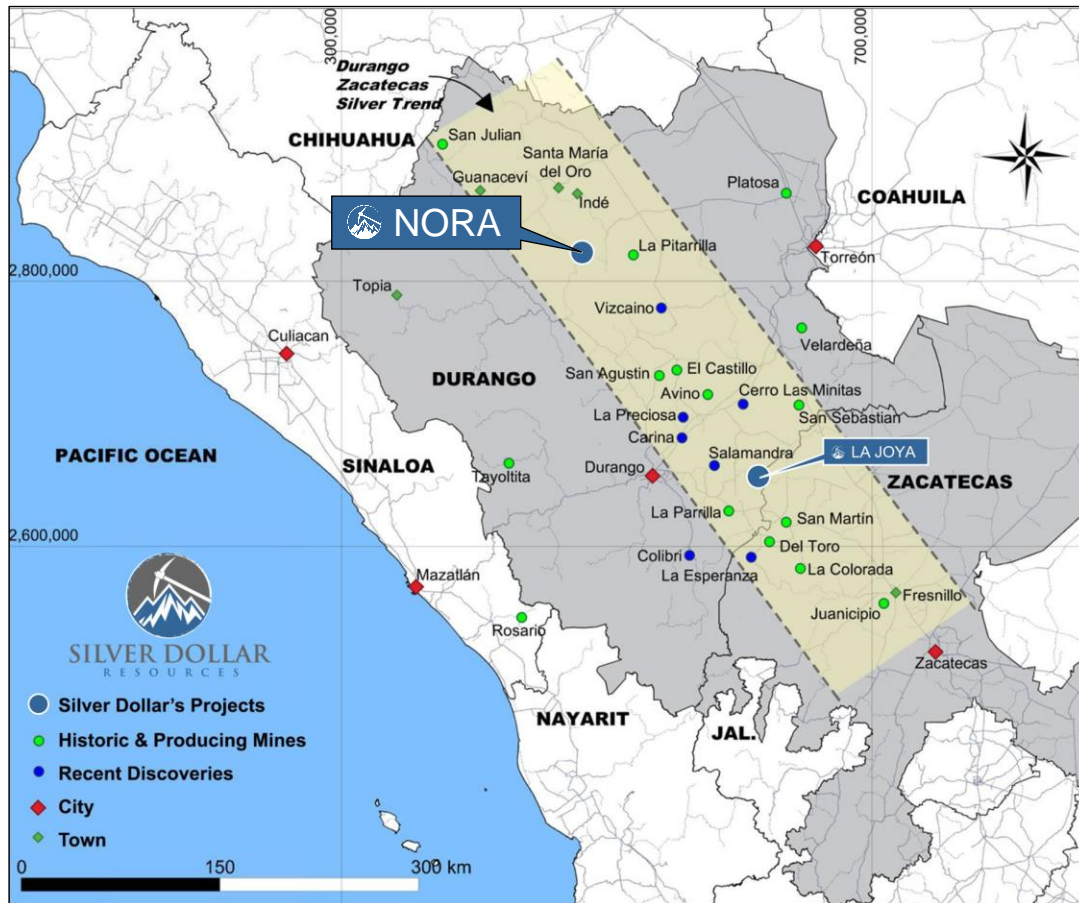 300,000
700,000
Durango
Zacatecas
Silver Trend
CHIHUAHUA
San Julian
Santa María
del Oro
Guanaceví
Indé
Platosa
COAHUILA
N
NORA
La Pitarrilla
Torreón
2,800,000
Topia
Vizcaino
Culiacan
Velardeña
DURANGO
San Agustin
El Castillo
Avino
Cerro Las Minitas
La Preciosa
San Sebastian
Carina
PACIFIC OCEAN
SINALOA
Salamandra
LA JOYA
Durango
Tayoltita
ZACATECAS
La Parrilla
San Martín
2,600,000
Del Toro
Colibri
La Esperanza
La Colorada
Mazatlán
Fresnillo
Juanicipio
Rosario
Zacatecas
SILVER DOLLAR
RESOURCES
Silver Dollar's Projects
NAYARIT
JAL.
Historic & Producing Mines
Recent Discoveries
City
Town
0 150 300 km